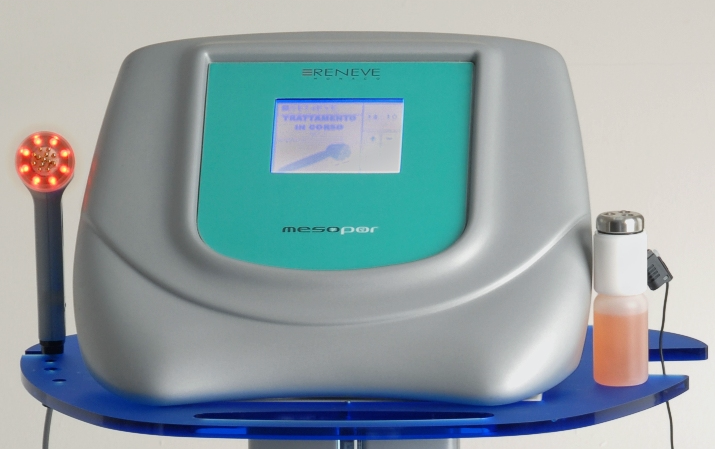 RENEVE
TRATTAMENTO
IN CORSO
mesopor